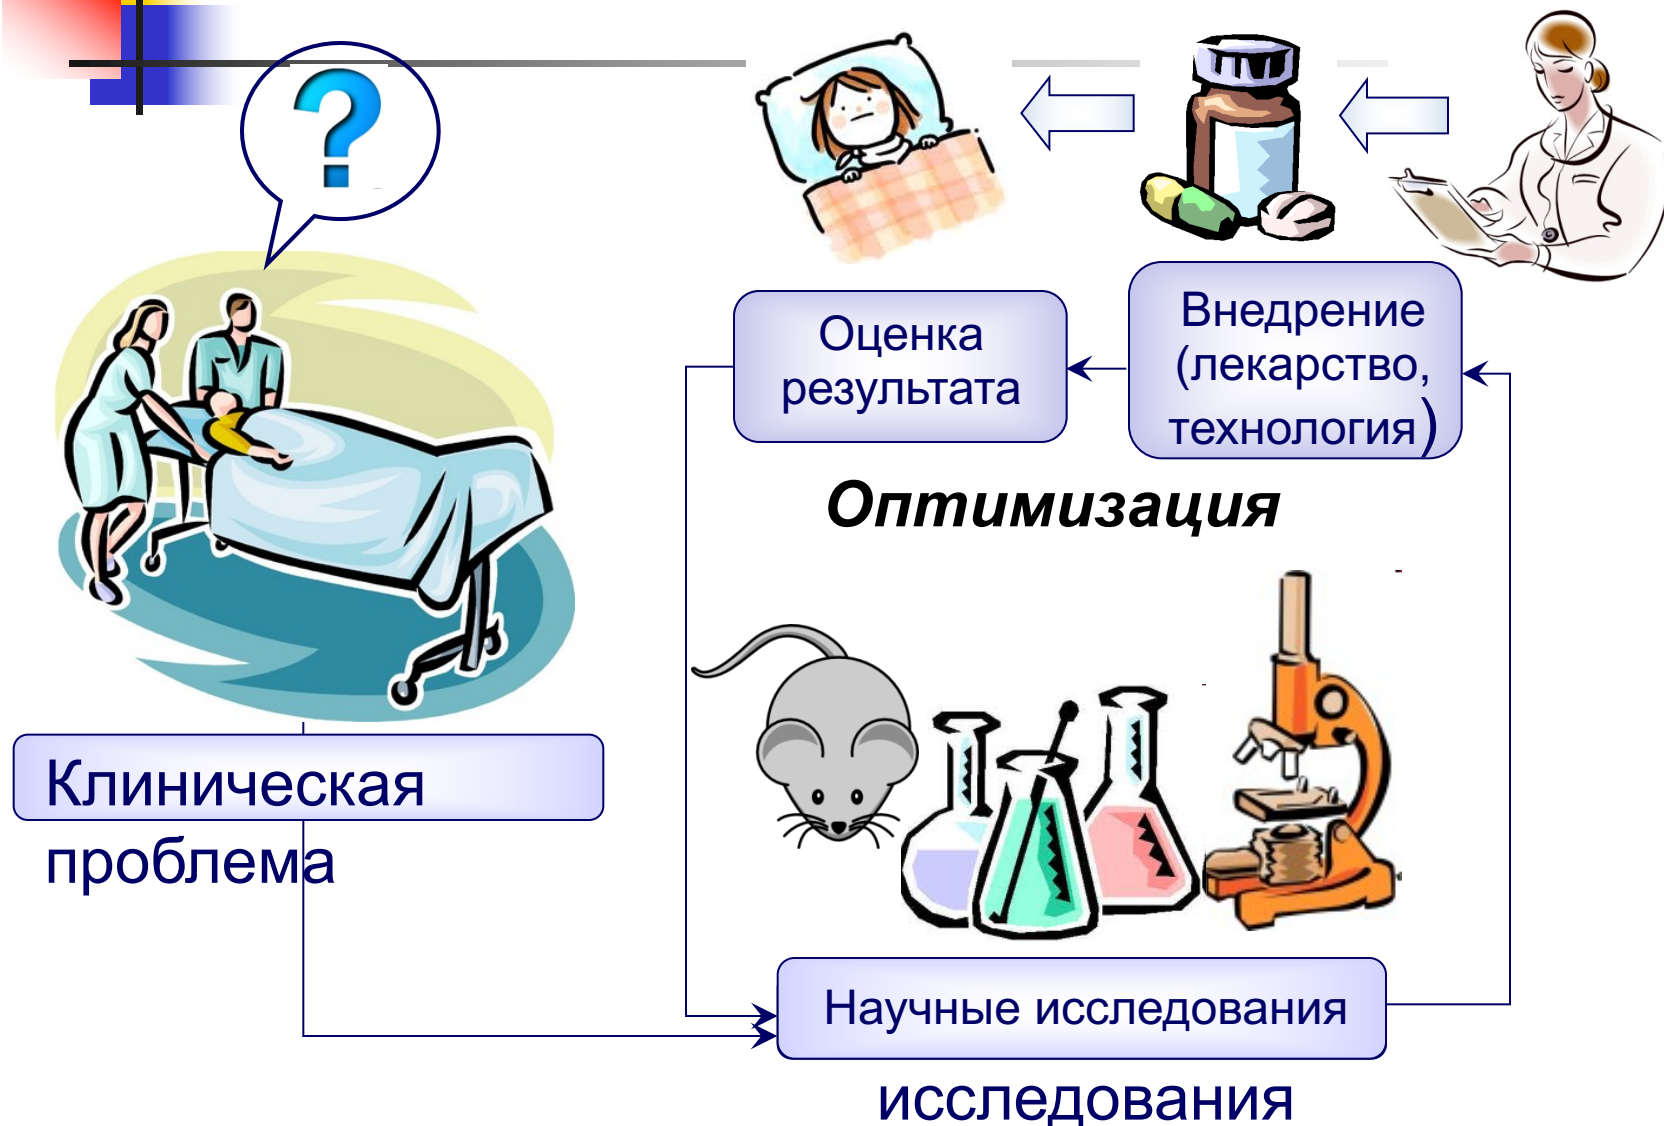 ?
Оценка
результата
Внедрение
(лекарство,
технология)
Оптимизация
Клиническая
проблема
Научные исследования
исследования